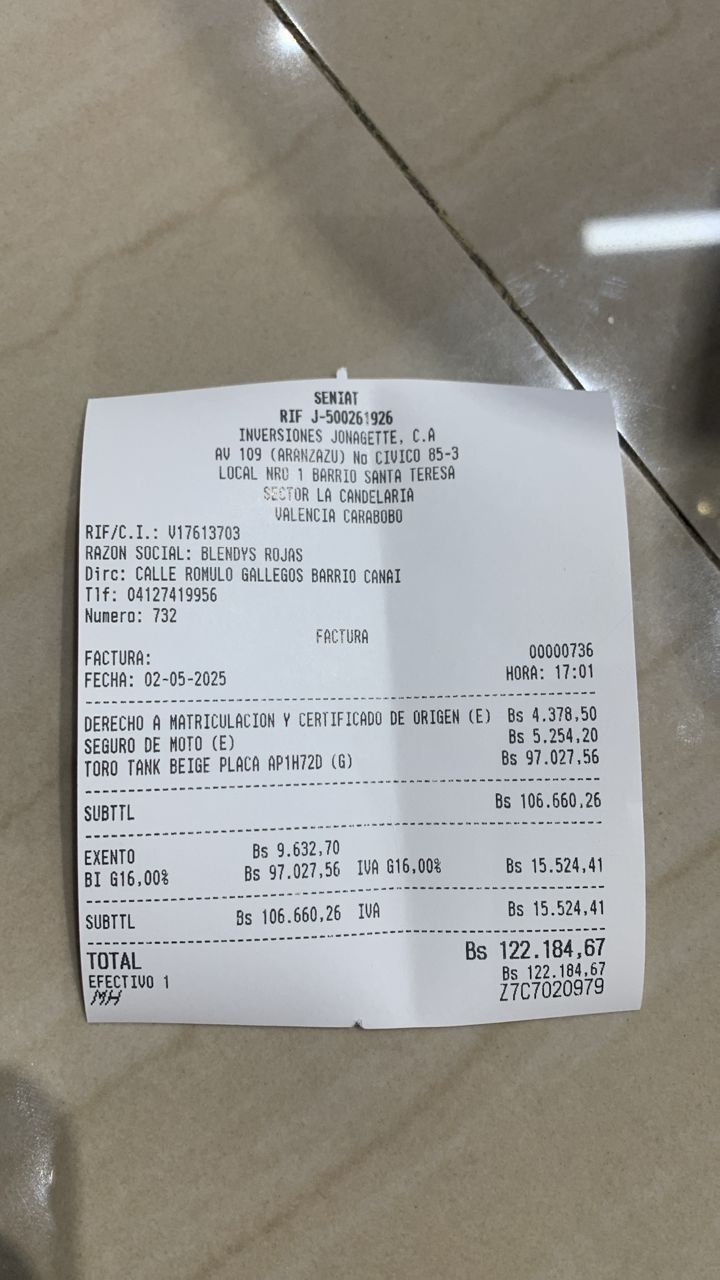 SENIAT
RIF J-500261926
INVERSIONES JONAGETTE, C.A
AV 109 (ARANZAZU) No CIVICO 85-3
LOCAL NRO 1 BARRIO SANTA TERESA
SECTOR LA CANDELARIA
VALENCIA CARABOBO
RIF/C.I.: V17613703
RAZON SOCIAL: BLENDYS ROJAS
Dirc: CALLE ROMULO GALLEGOS BARRIO CANAI
Tlf: 04127419956
Numero: 732
FACTURA
FACTURA: 00000736
FECHA: 02-05-2025 HORA: 17:01
DERECHO A MATRICULACION Y CERTIFICADO DE ORIGEN (E) Bs 4.378,50
SEGURO DE MOTO (E) Bs 5.254,20
TORO TANK BEIGE PLACA AP1H72D (G) Bs 97.027,56
SUBTTL Bs 106.660,26
EXENTO Bs 9.632,70
BI G16,00% Bs 97.027,56 IVA G16,00% Bs 15.524,41
SUBTTL Bs 106.660,26 IVA Bs 15.524,41
TOTAL Bs 122.184,67
EFECTIVO 1 Bs 122.184,67
MH Z7C7020979